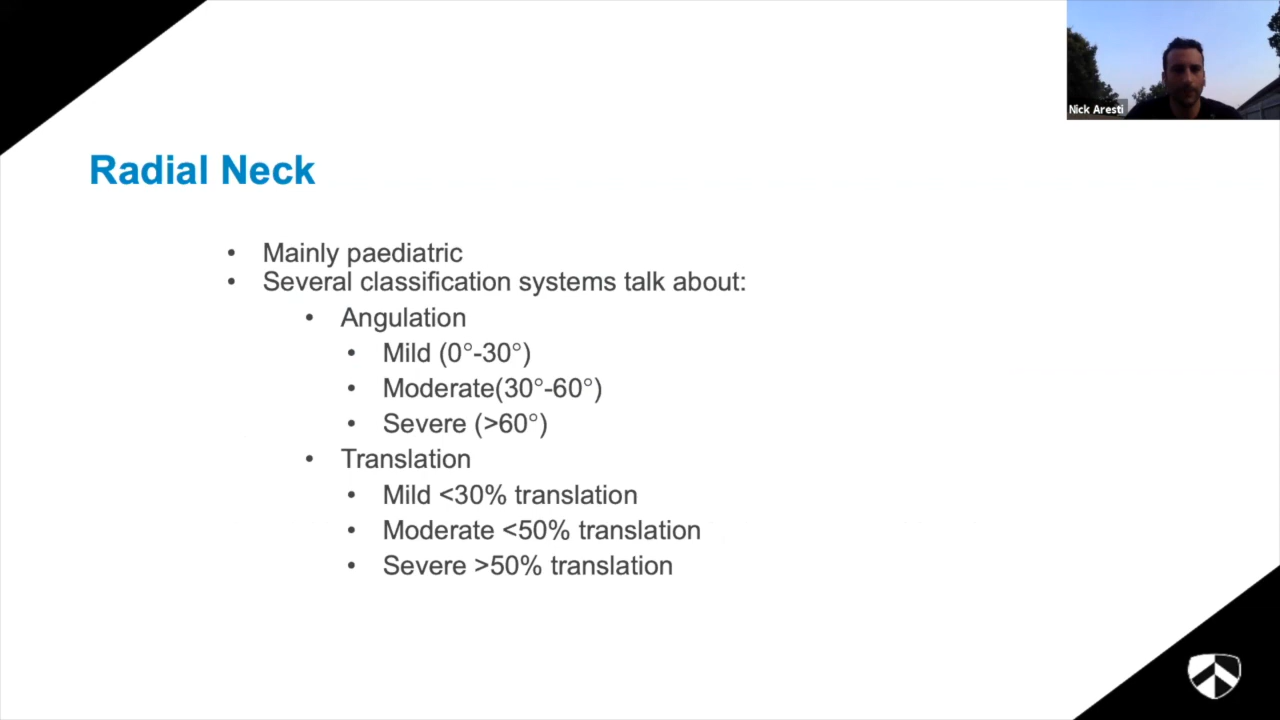 Nick Aresti
Radial Neck
• Mainly paediatric
• Several classification systems talk about:
• Angulation
• Mild (0°-30°)
• Moderate(30°-60°)
• Severe (>60°)
• Translation
• Mild <30% translation
• Moderate <50% translation
• Severe >50% translation